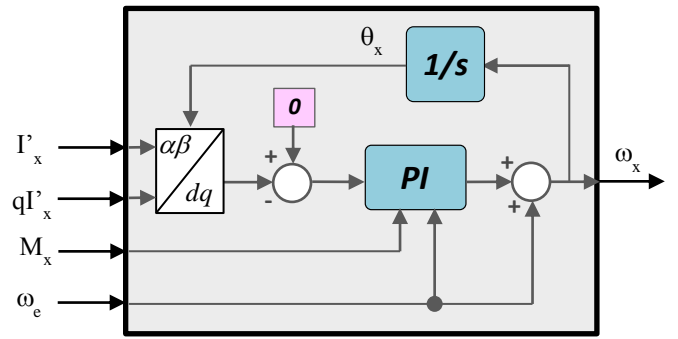 θx
1/s
0
I'x
αβ
+
PI
+
ωx
dq
-
+
qI'x
Mx
ωe